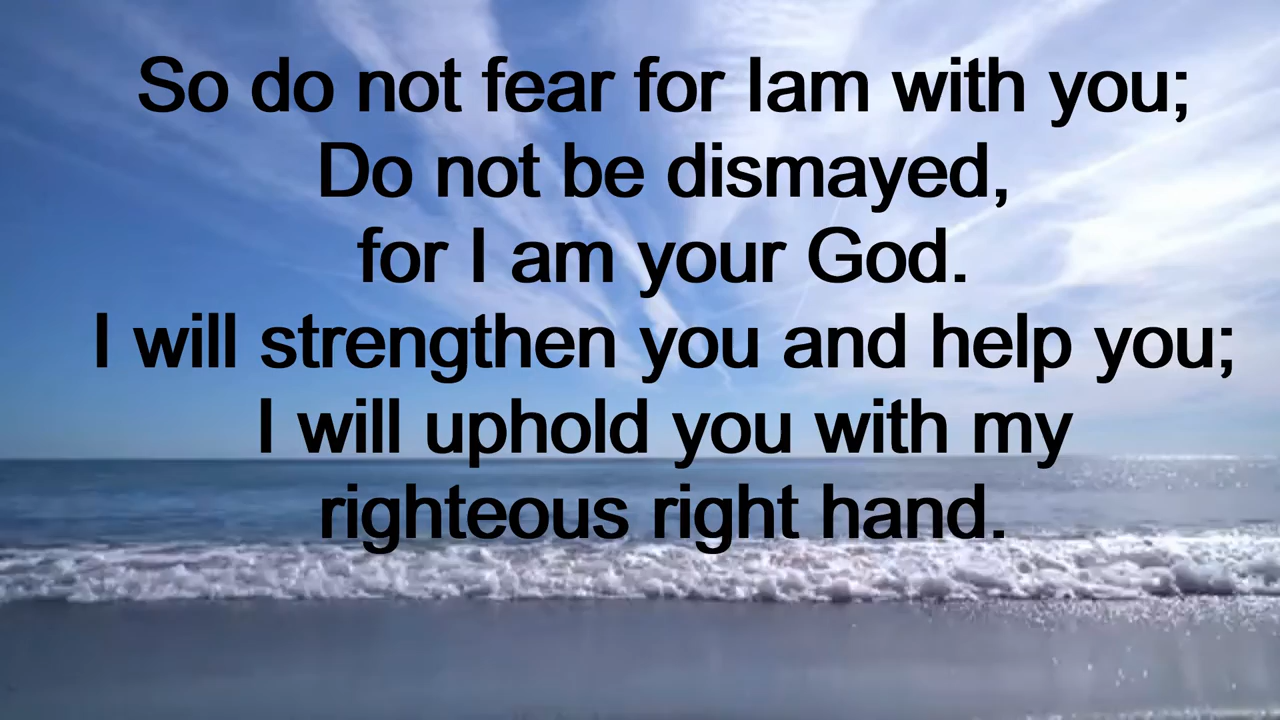 So do not fear for Iam with you;
Do not be dismayed,
for I am your God.
I will strengthen you and help you;
I will uphold you with my
righteous right hand.